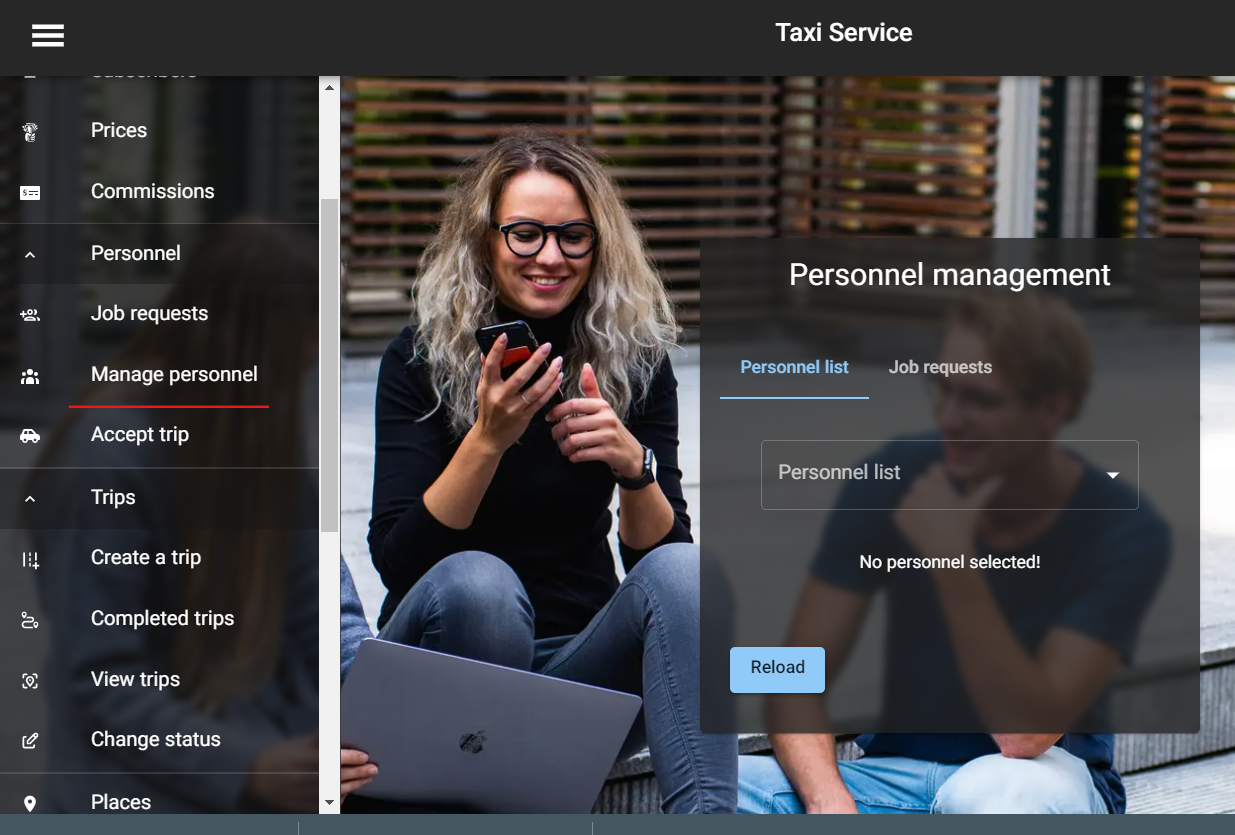 Taxi Service
Subscribers
Prices
Commissions
Personnel
Job requests
Manage personnel
Accept trip
Trips
Create a trip
Completed trips
View trips
Change status
Places
Personnel management
Personnel list
Job requests
Personnel list
No personnel selected!
Reload